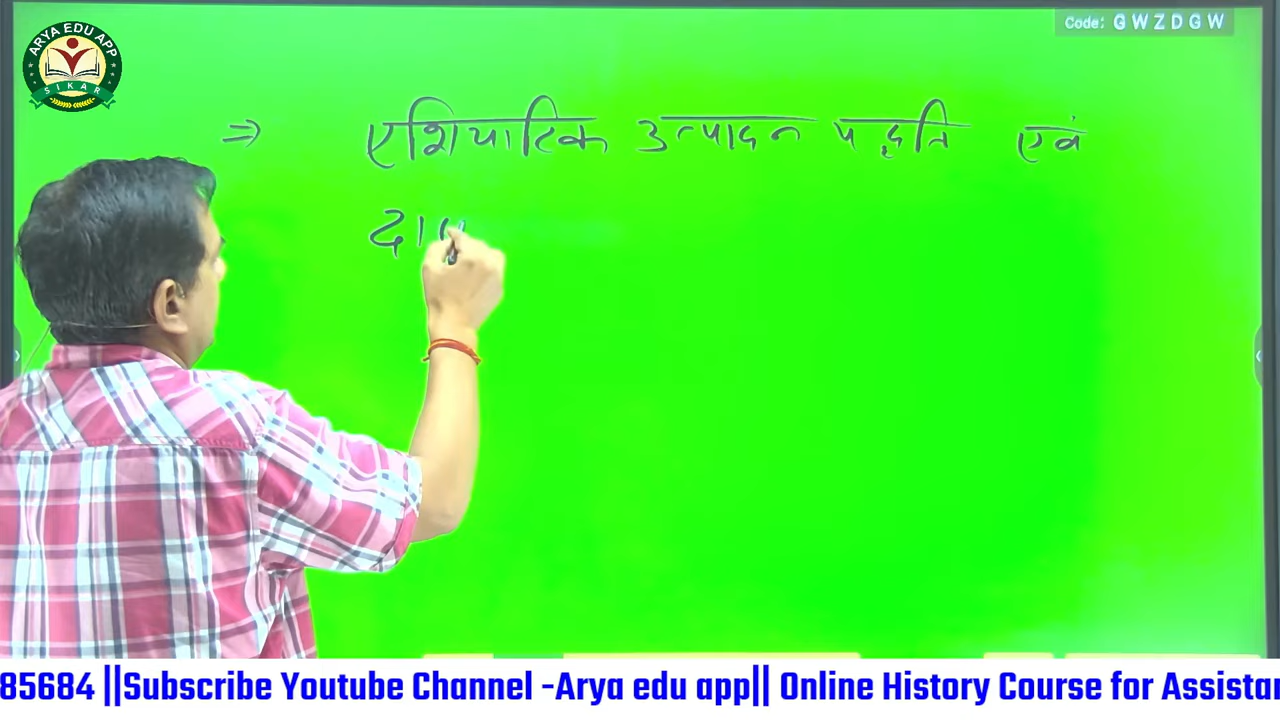 ARYA EDU APP
SIKAR
Code: GWZDGW
⇒ एशियाटिक उत्पादन पद्धति एवं
85684 ||Subscribe Youtube Channel -Arya edu app|| Online History Course for Assista